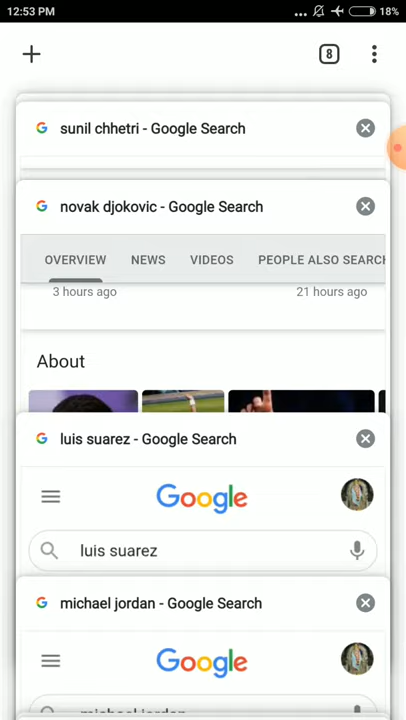 12:53 PM
18%
8
sunil chhetri - Google Search
novak djokovic - Google Search
OVERVIEW NEWS VIDEOS PEOPLE ALSO SEARCH
3 hours ago 21 hours ago
About
luis suarez - Google Search
Google
luis suarez
michael jordan - Google Search
Google
michael jordan